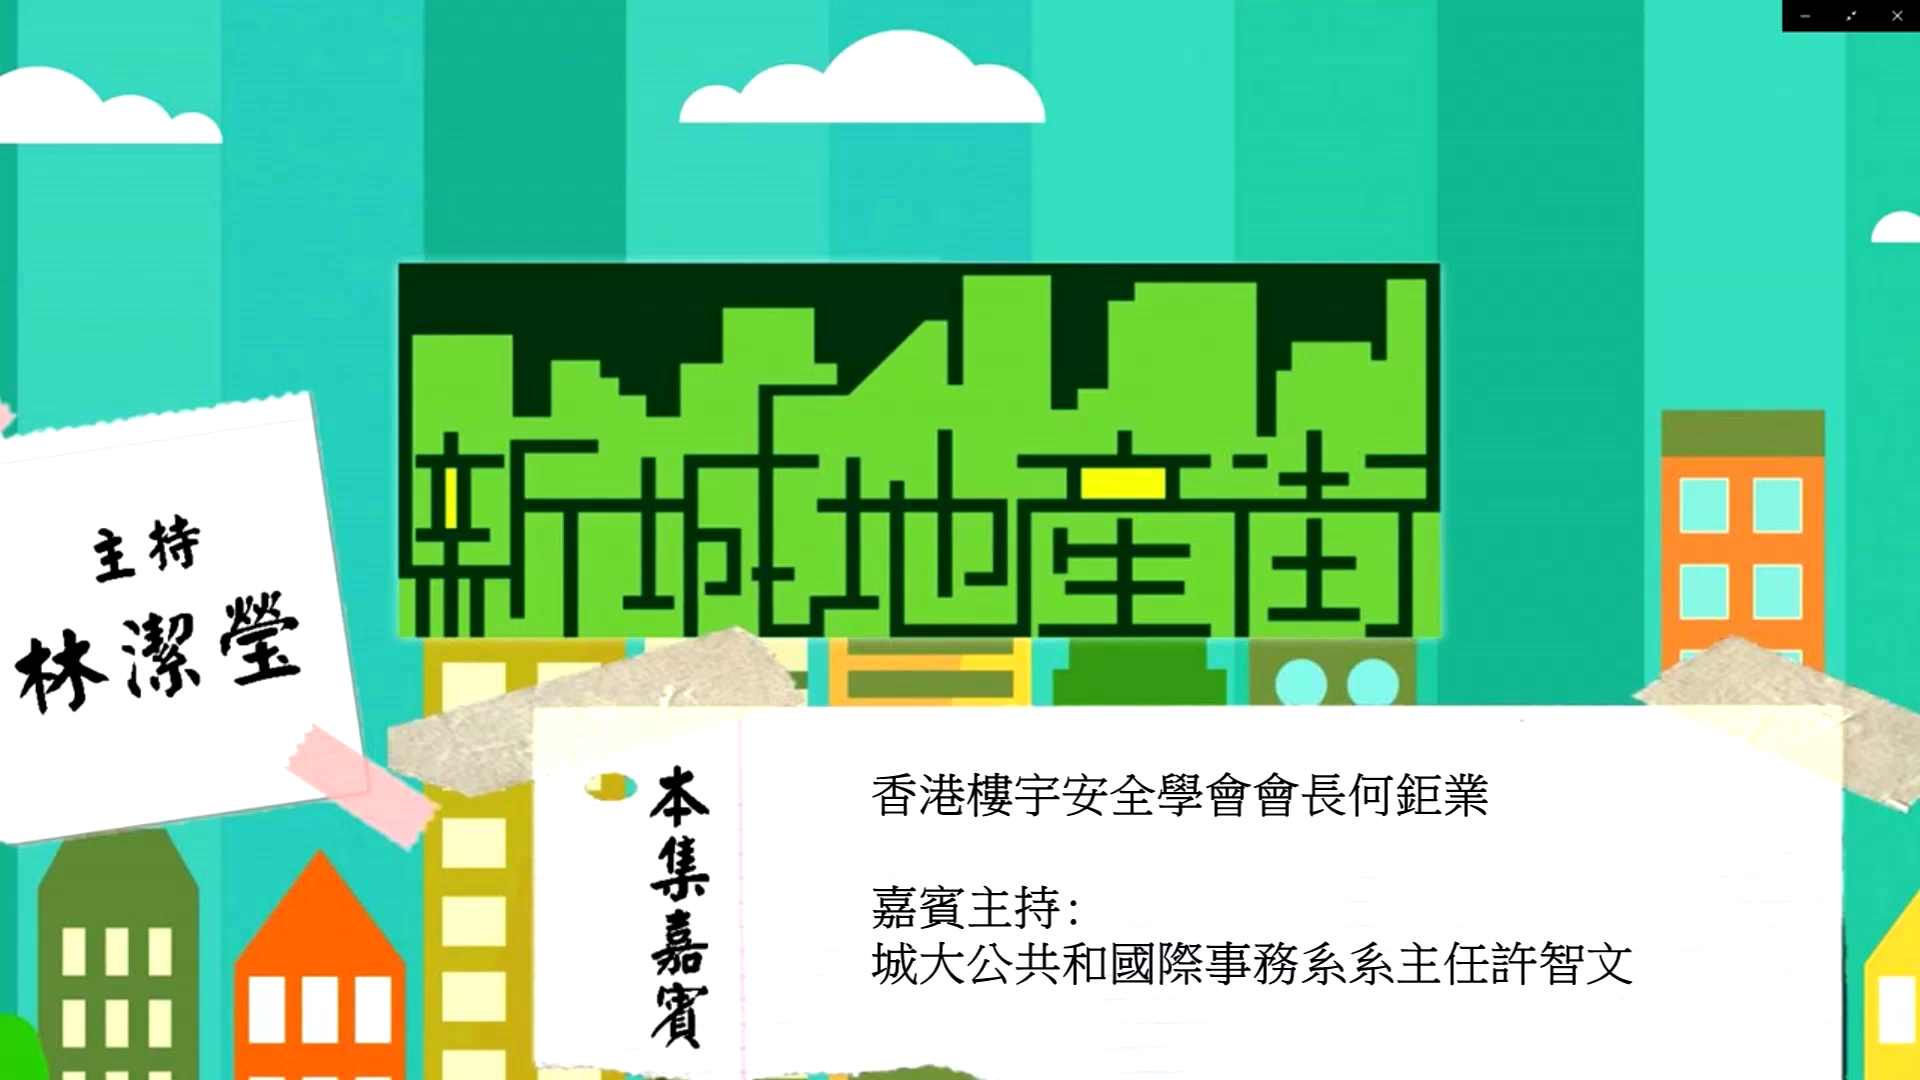 新城地產街
主持
林潔瑩
本集嘉賓
香港樓宇安全學會會長何鉅業
嘉賓主持:
城大公共和國際事務系系主任許智文